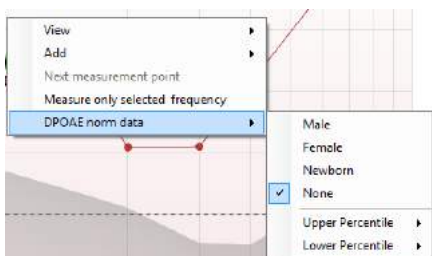 View
Add
Next measurement point
Measure only selected frequency
DPOAE norm data
Male
Female
Newborn
None
Upper Percentile
Lower Percentile